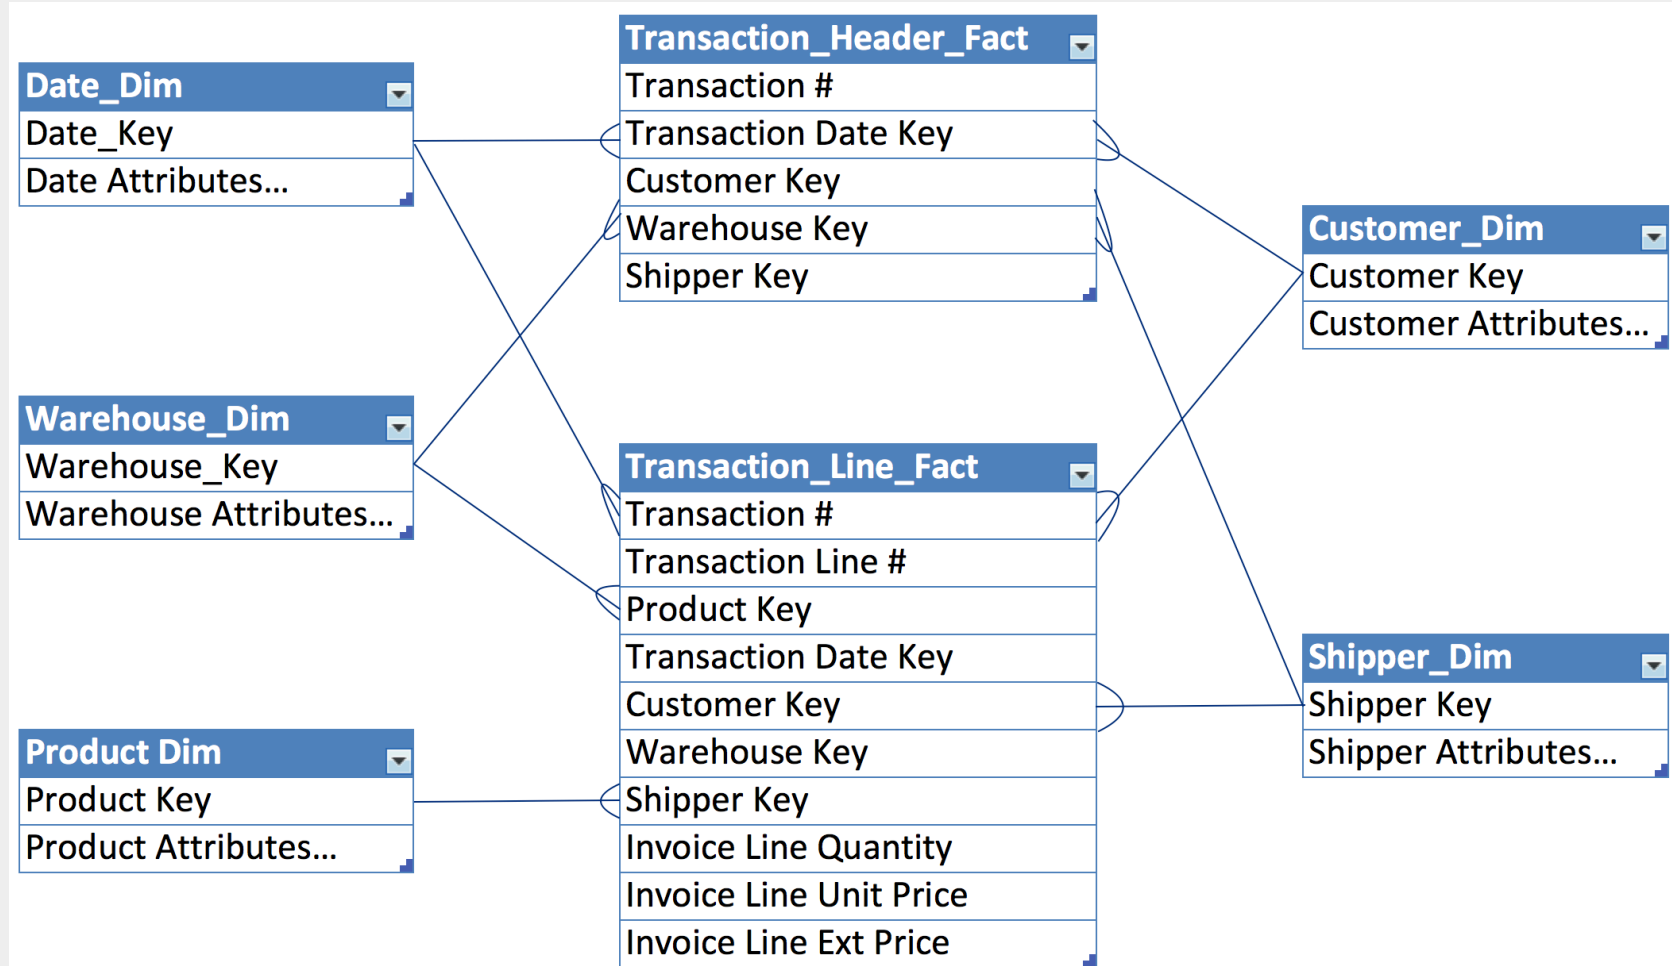 Transaction_Header_Fact
Transaction #
Transaction Date Key
Customer Key
Warehouse Key
Shipper Key
Date_Dim
Date_Key
Date Attributes...
Customer_Dim
Customer Key
Customer Attributes...
Warehouse_Dim
Warehouse_Key
Warehouse Attributes...
Transaction_Line_Fact
Transaction #
Transaction Line #
Product Key
Transaction Date Key
Customer Key
Warehouse Key
Shipper Key
Invoice Line Quantity
Invoice Line Unit Price
Invoice Line Ext Price
Shipper_Dim
Shipper Key
Shipper Attributes...
Product Dim
Product Key
Product Attributes...